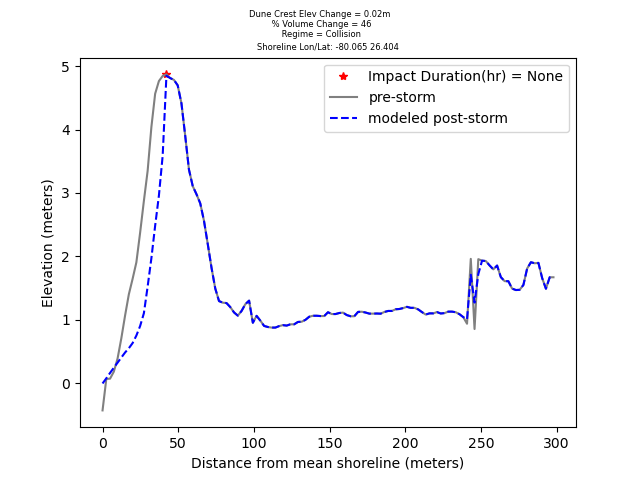 Dune Crest Elev Change = 0.02m
% Volume Change = 46
Regime = Collision
Shoreline Lon/Lat: -80.065 26.404
Impact Duration(hr) = None
pre-storm
modeled post-storm
Elevation (meters)
5
4
3
2
1
0
0 50 100 150 200 250 300
Distance from mean shoreline (meters)